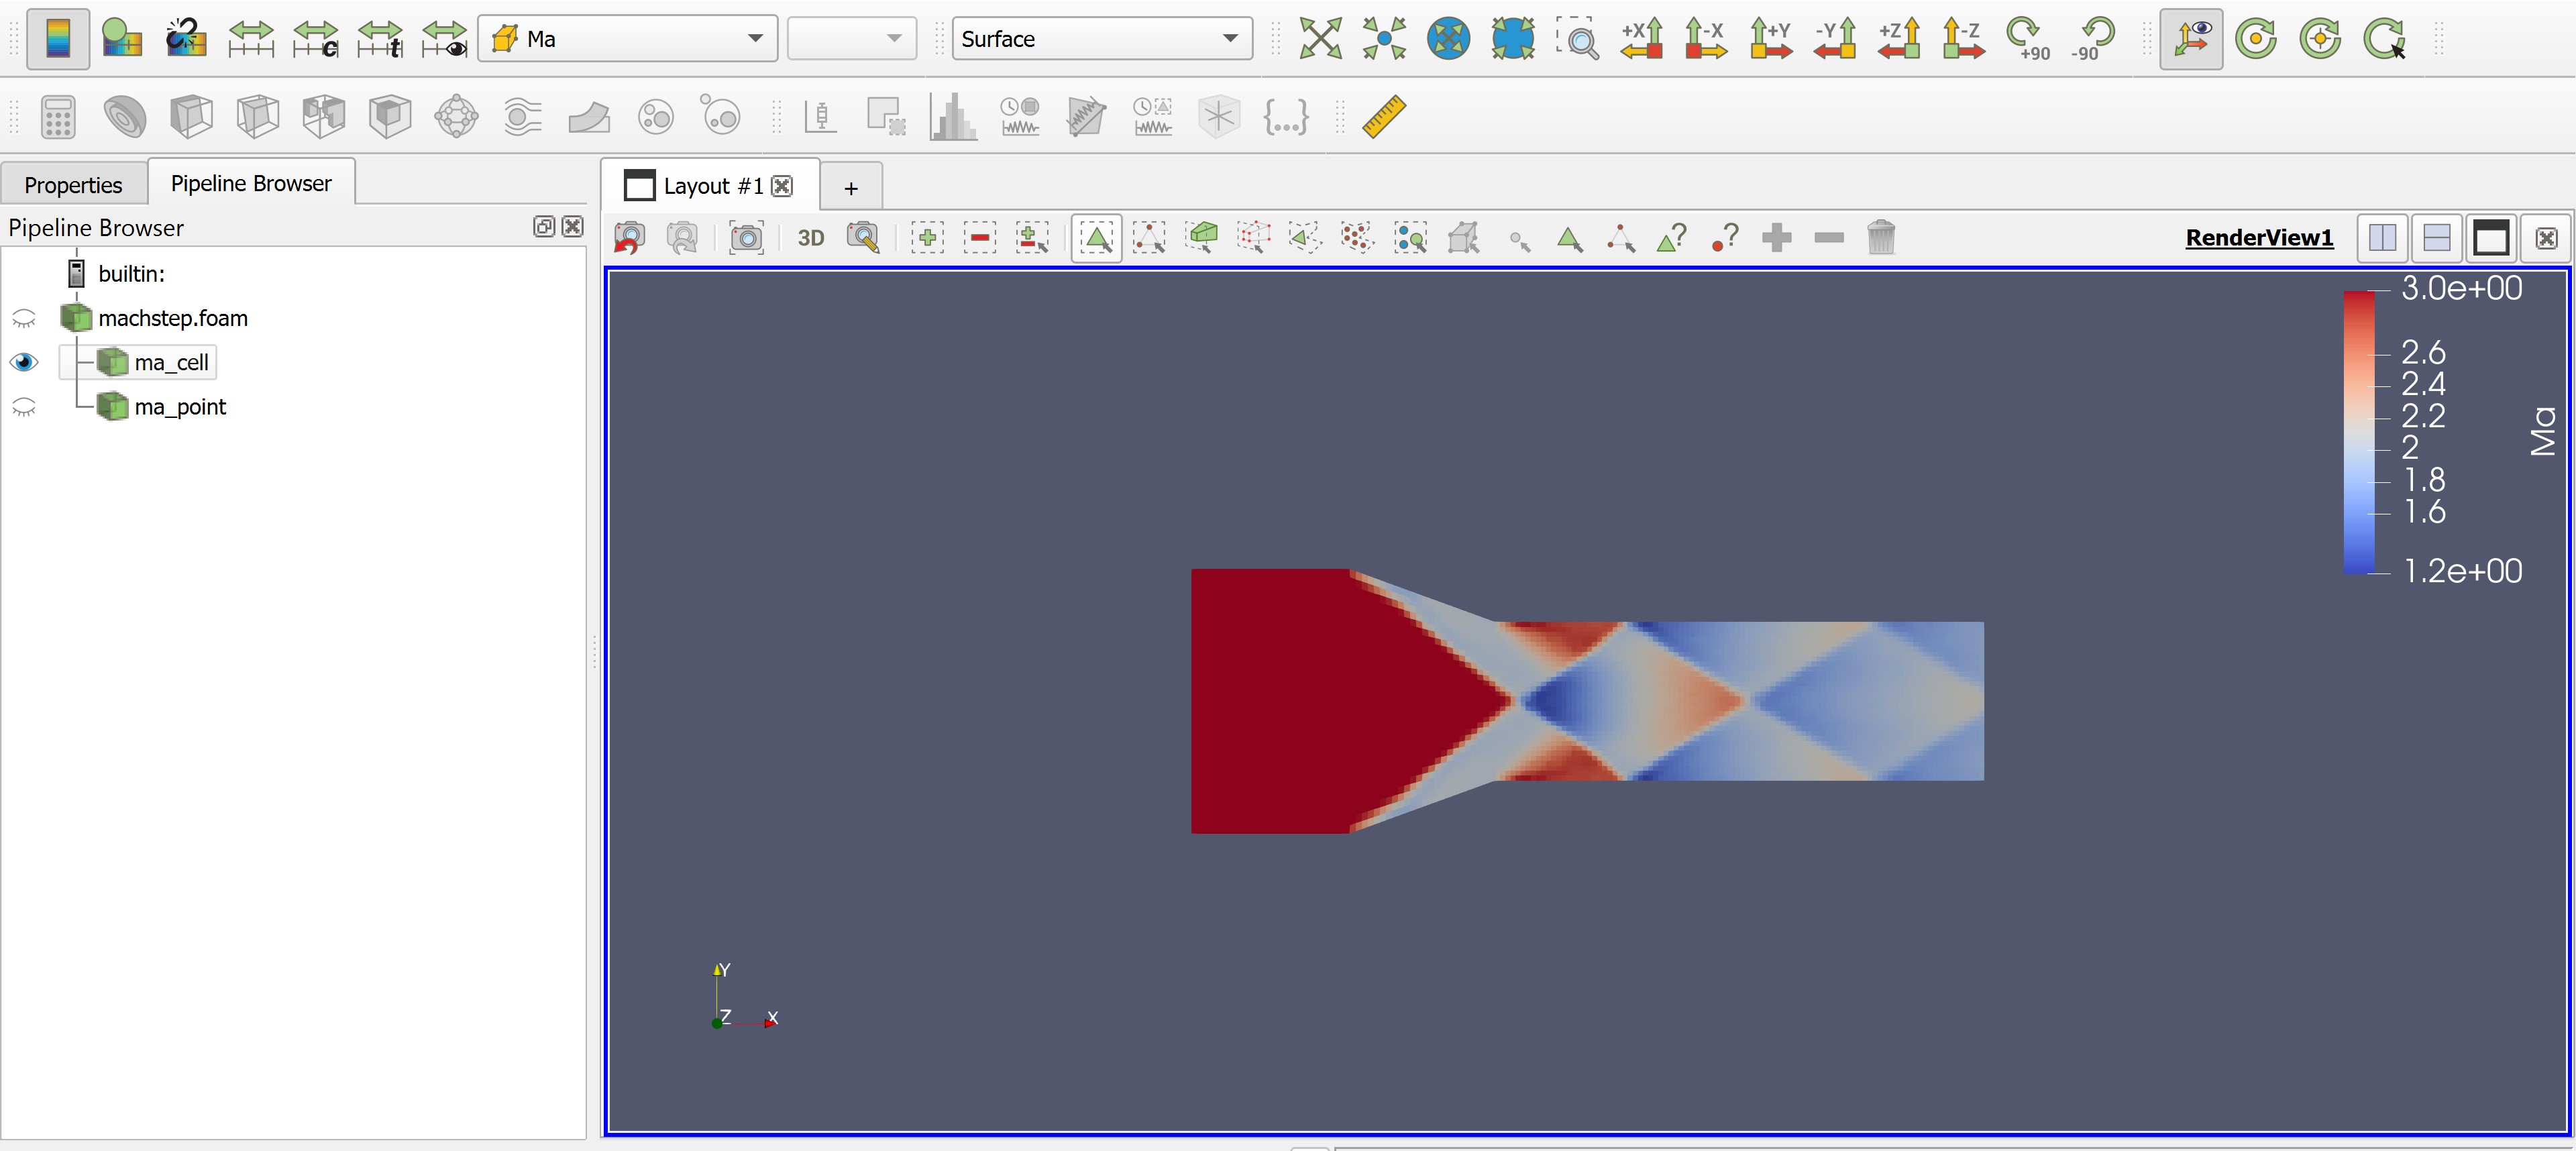 c
t
Ma
Surface
+X
-X
+Y
-Y
+Z
-Z
+90
-90
{...}
Properties
Pipeline Browser
Layout #1
+
Pipeline Browser
3D
?
?
RenderView1
builtin:
machstep.foam
ma_cell
ma_point
3.0e+00
2.6
2.4
2.2
2
1.8
1.6
1.2e+00
Ma
Y
Z
X